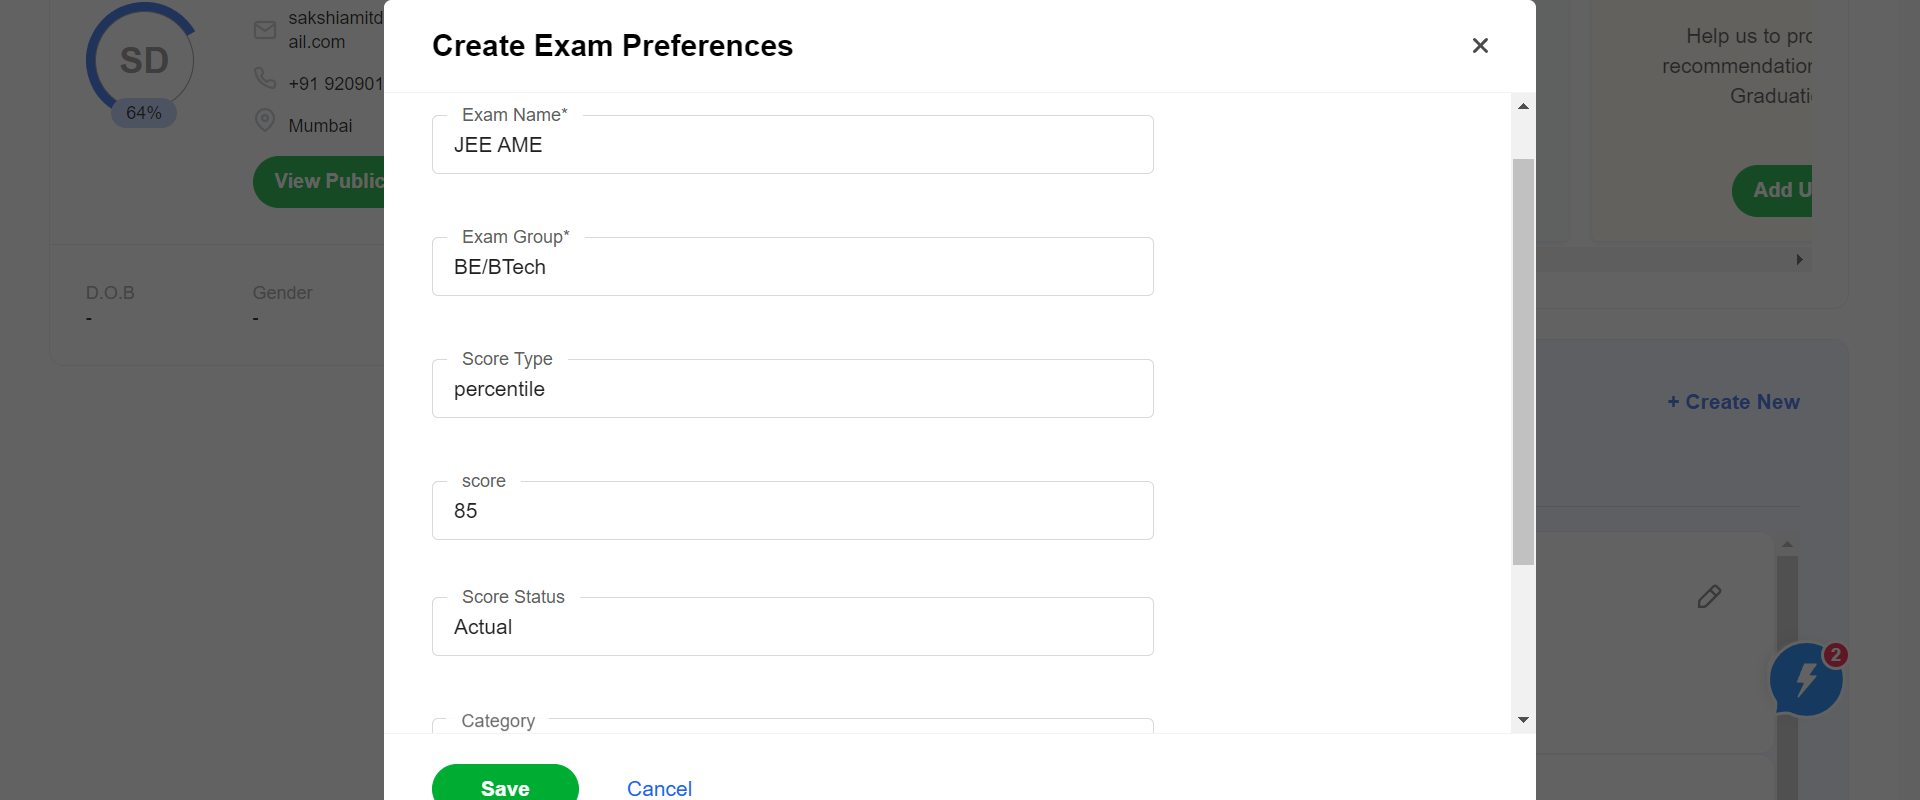 SD
64%
sakshiamitd
ail.com
+91 920901
Mumbai
View Public
D.O.B
-
Gender
-
Create Exam Preferences
Exam Name*
JEE AME
Exam Group*
BE/BTech
Score Type
percentile
score
85
Score Status
Actual
Category
Save
Cancel
Help us to pro
recommendation
Graduati
Add U
+ Create New
2